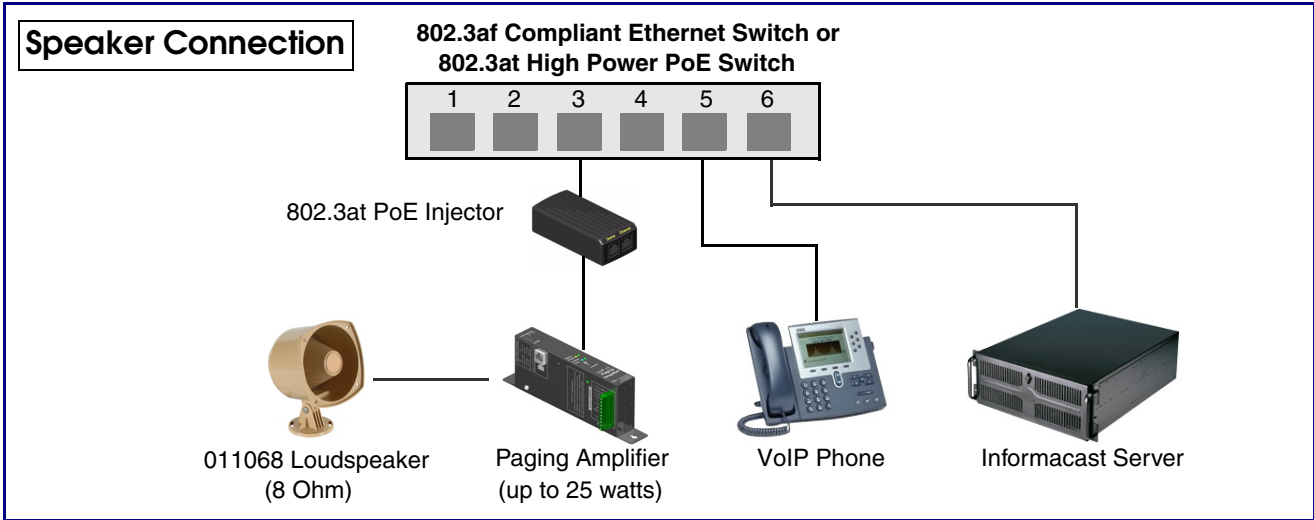 Speaker Connection
802.3af Compliant Ethernet Switch or
802.3at High Power PoE Switch
1 2 3 4 5 6
802.3at PoE Injector
011068 Loudspeaker
(8 Ohm)
Paging Amplifier
(up to 25 watts)
VoIP Phone
Informacast Server